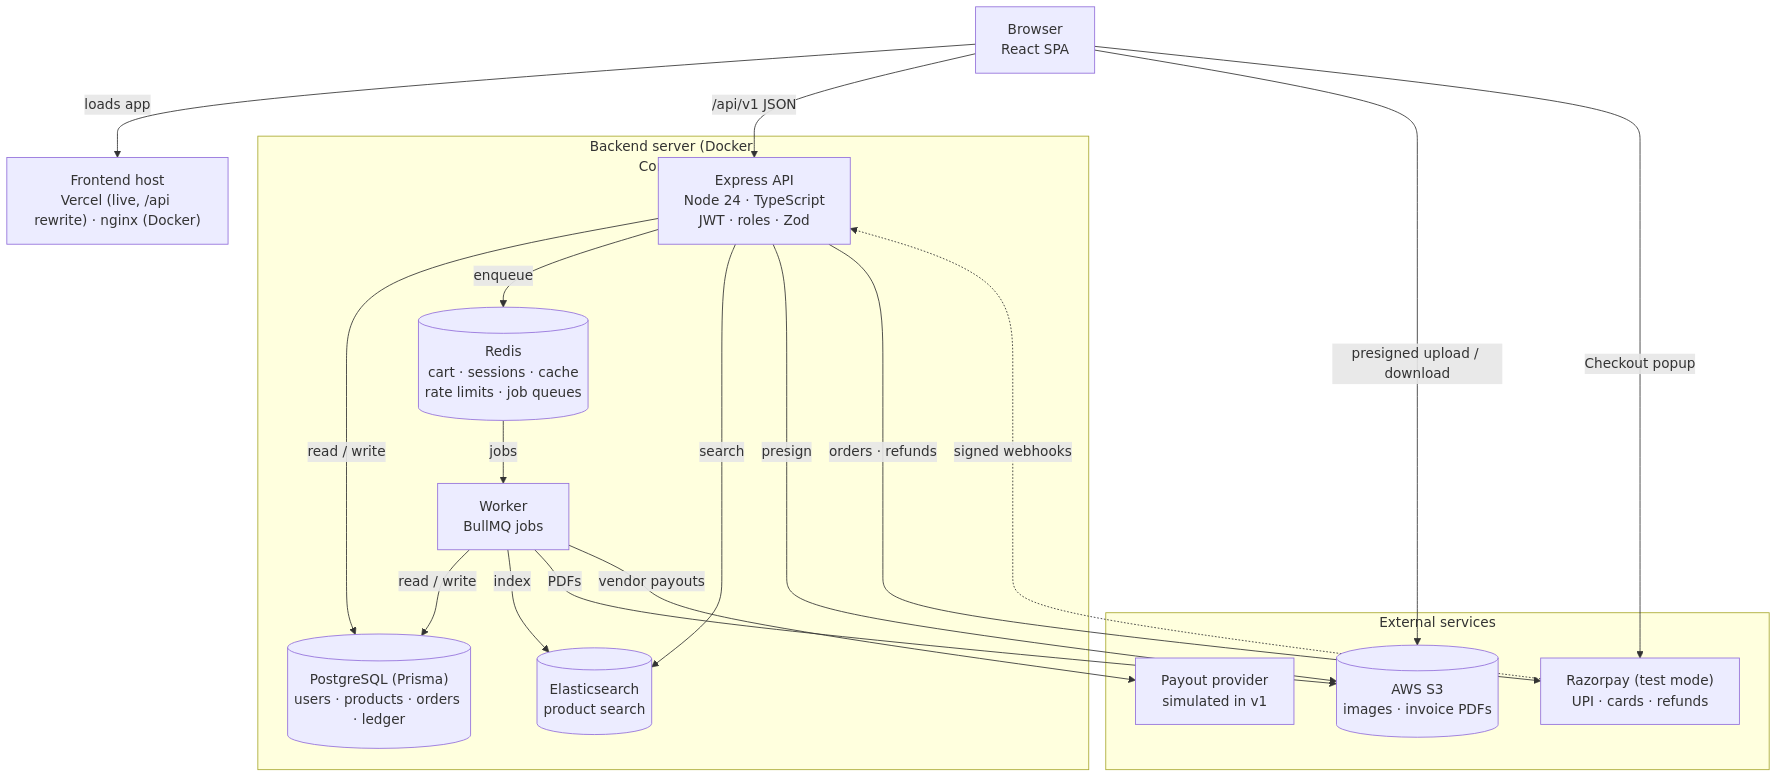 Browser
React SPA
loads app
/api/v1 JSON
Backend server (Docker
Co
Frontend host
Vercel (live, /api
rewrite) · nginx (Docker)
Express API
Node 24 · TypeScript
JWT · roles · Zod
enqueue
Redis
cart · sessions · cache
rate limits · job queues
presigned upload /
download
Checkout popup
read / write
jobs
search
presign
orders · refunds
signed webhooks
Worker
BullMQ jobs
read / write
index
PDFs
vendor payouts
External services
PostgreSQL (Prisma)
users · products · orders
· ledger
Elasticsearch
product search
Payout provider
simulated in v1
AWS S3
images · invoice PDFs
Razorpay (test mode)
UPI · cards · refunds